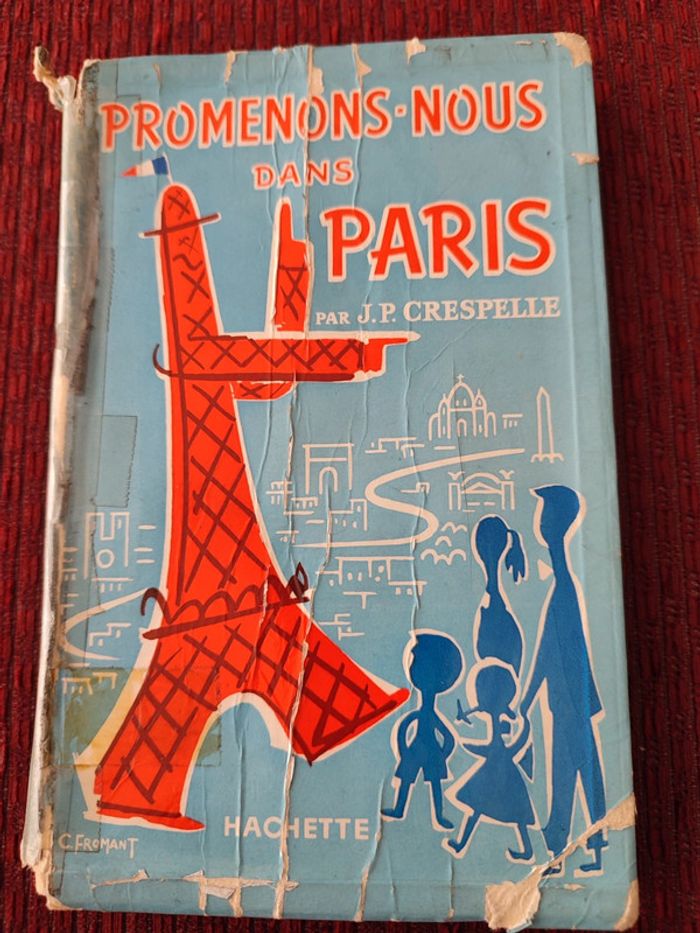 PROMENONS-NOUS
DANS
PARIS
PAR J.P. CRESPELLE
HACHETTE
C. FROMANT